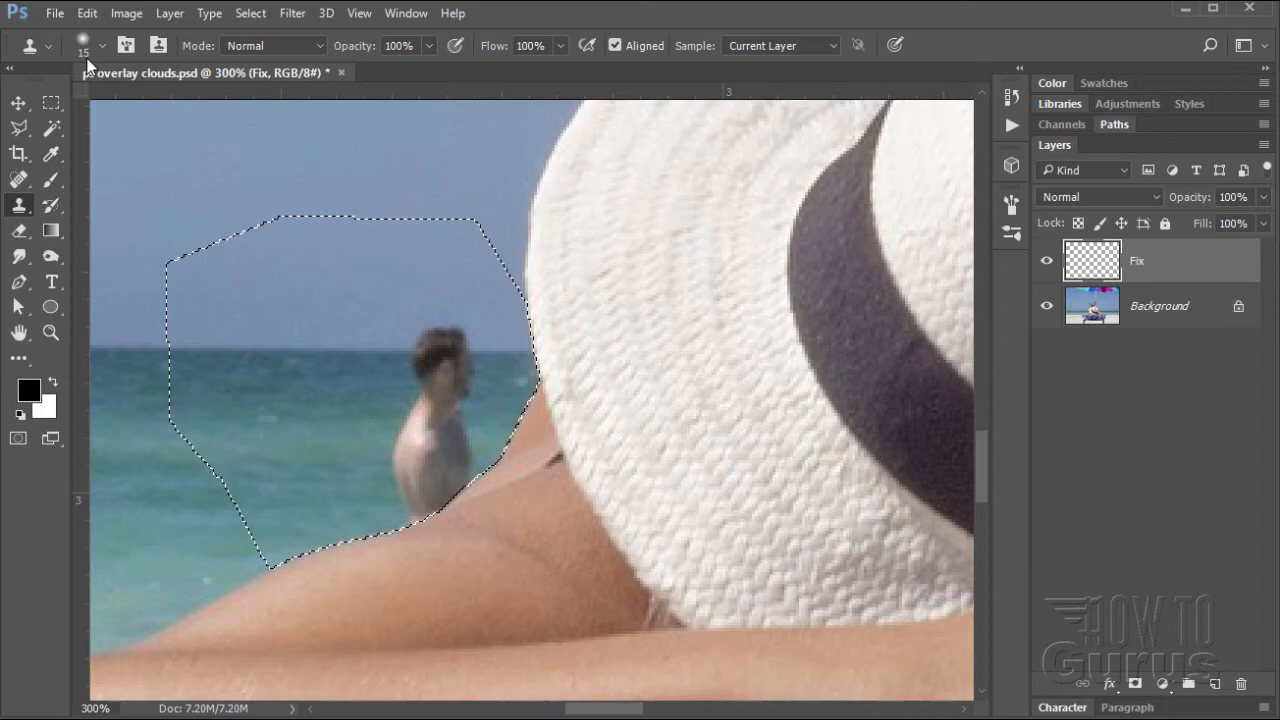 Ps File Edit Image Layer Type Select Filter 3D View Window Help
15 Mode: Normal Opacity: 100% Flow: 100% Aligned Sample: Current Layer
overlay clouds.psd @ 300% (Fix, RGB/8#) * ×
3
3
Color Swatches
Libraries Adjustments Styles
Channels Paths
Layers
Kind
Normal Opacity: 100%
Lock: Fill: 100%
Fix
Background
HOW TO
Gurus
300% Doc: 7.20M/7.20M
Character Paragraph